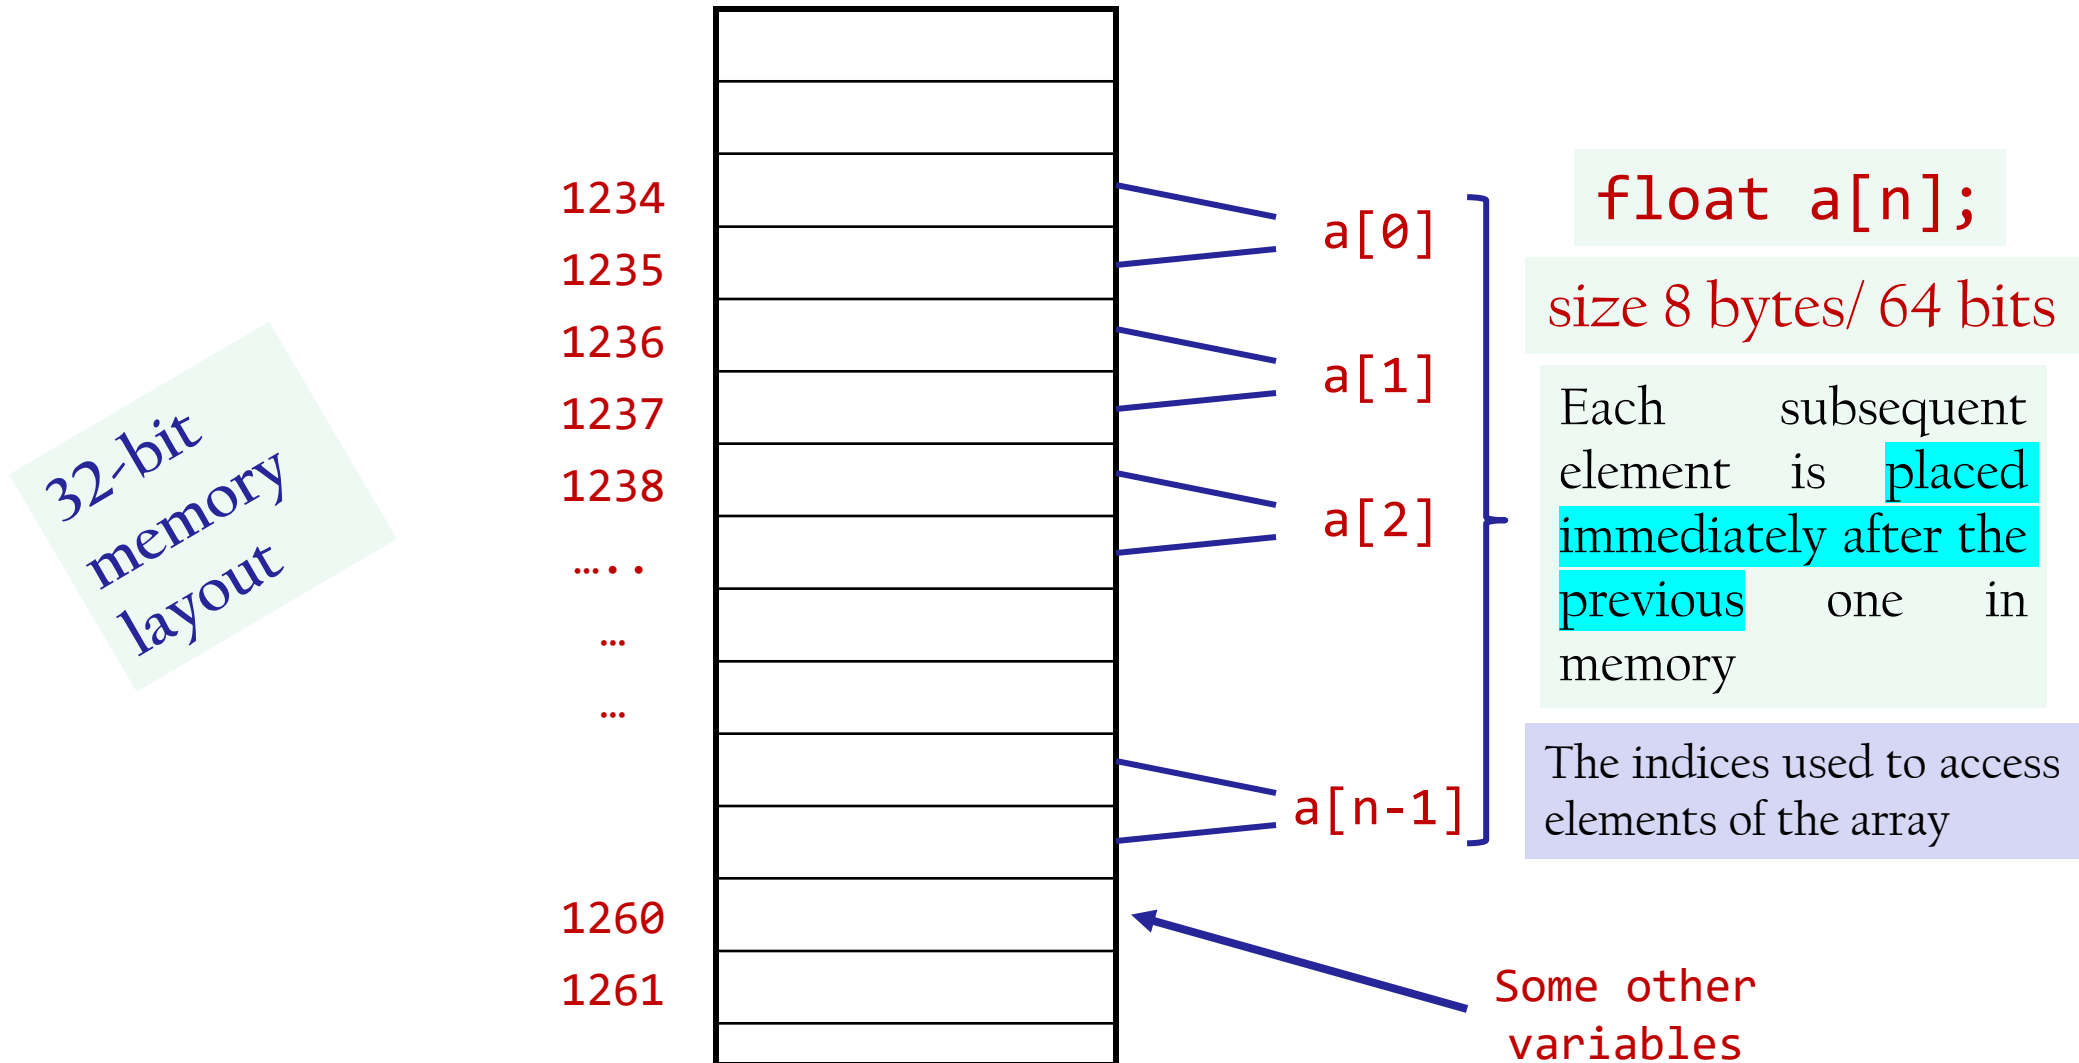 32-bit
memory
layout
1234
1235
1236
1237
1238
…..
…
…
1260
1261
a[0]
a[1]
a[2]
a[n-1]
float a[n];
size 8 bytes/ 64 bits
Each subsequent
element is placed
immediately after the
previous one in
memory
The indices used to access
elements of the array
Some other
variables